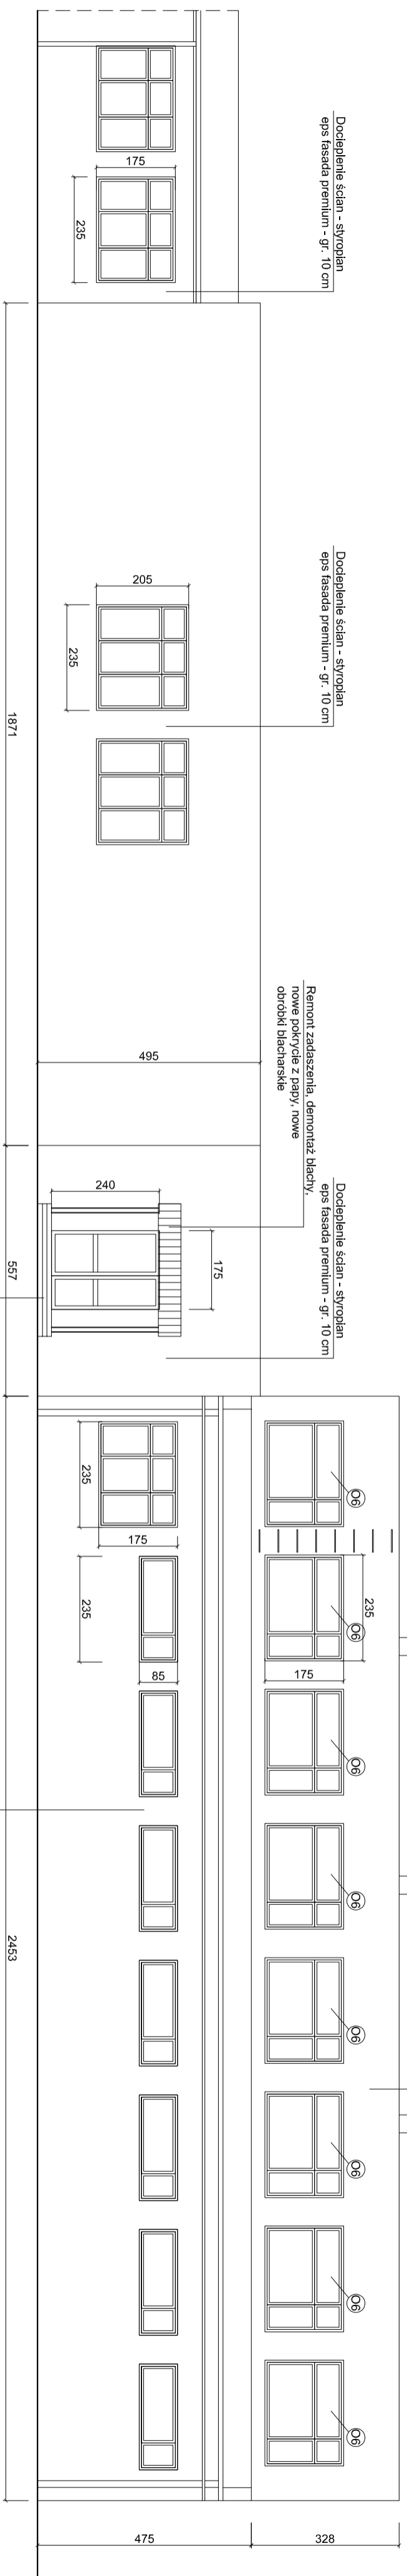 Docieplenie ścian - styropian
eps fasada premium - gr. 10 cm
175
235
Docieplenie ścian - styropian
eps fasada premium - gr. 10 cm
205
235
1871
495
Remont zadaszenia, demontaż blachy,
nowe pokrycie z papy, nowe
obróbki blacharskie
Docieplenie ścian - styropian
eps fasada premium - gr. 10 cm
240
175
557
O6
O6
O6
O6
O6
O6
O6
O6
235
175
235
175
235
85
2453
475
328